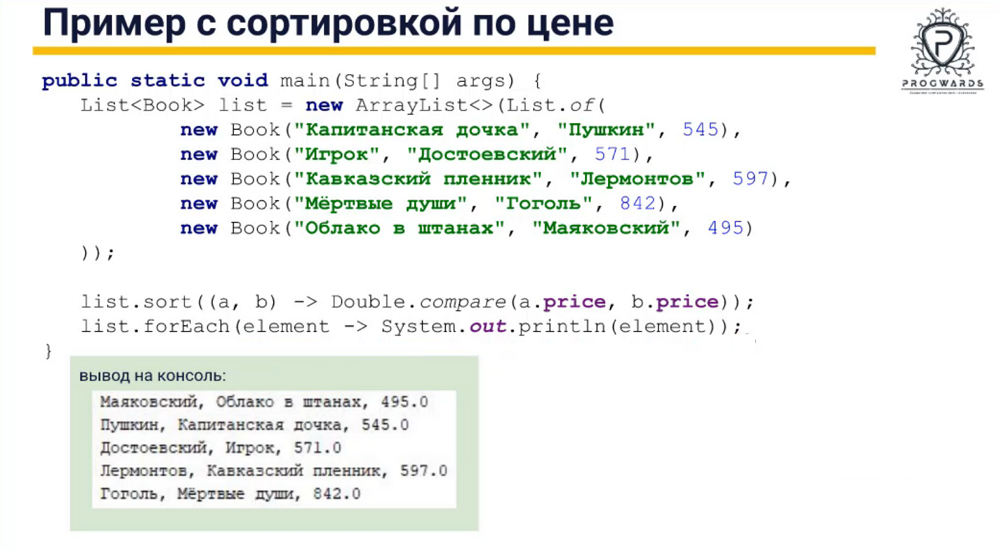 Пример с сортировкой по цене
PROGWARDS
public static void main(String[] args) {
List<Book> list = new ArrayList<>(List.of(
new Book("Капитанская дочка", "Пушкин", 545),
new Book("Игрок", "Достоевский", 571),
new Book("Кавказский пленник", "Лермонтов", 597),
new Book("Мёртвые души", "Гоголь", 842),
new Book("Облако в штанах", "Маяковский", 495)
));
list.sort((a, b) -> Double.compare(a.price, b.price));
list.forEach(element -> System.out.println(element));
}
вывод на консоль:
Маяковский, Облако в штанах, 495.0
Пушкин, Капитанская дочка, 545.0
Достоевский, Игрок, 571.0
Лермонтов, Кавказский пленник, 597.0
Гоголь, Мёртвые души, 842.0